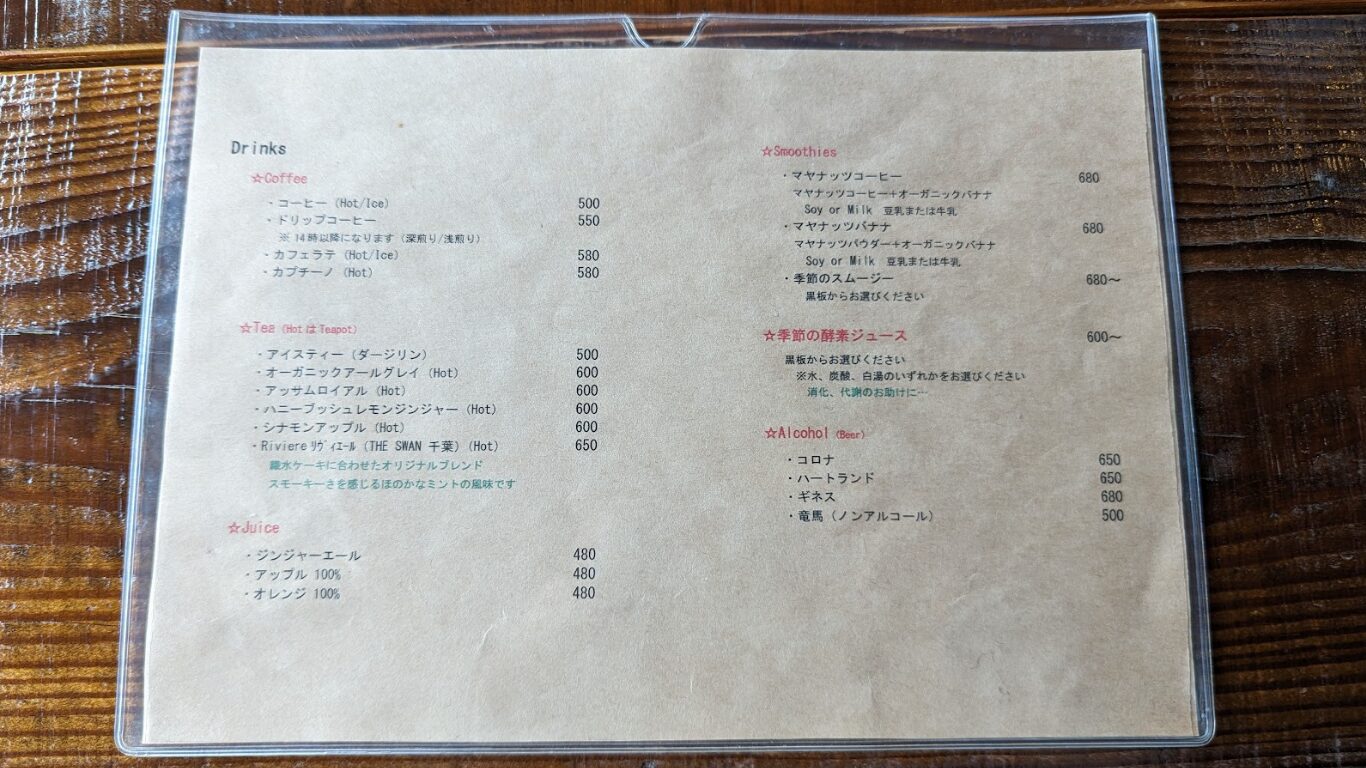 Drinks
☆Coffee
・コーヒー (Hot/Ice) 500
・ドリップコーヒー 550
※ 14時以降になります（深煎り/浅煎り）
・カフェラテ (Hot/Ice) 580
・カプチーノ (Hot) 580
☆Tea (Hot は Teapot)
・アイスティー（ダージリン） 500
・オーガニックアールグレイ (Hot) 600
・アッサムロイアル (Hot) 600
・ハニーブッシュレモンジンジャー (Hot) 600
・シナモンアップル (Hot) 600
・Riviere ﾘｳﾞｨｴｰﾙ (THE SWAN 千葉) (Hot) 650
鐵水ケーキに合わせたオリジナルブレンド
スモーキーさを感じるほのかなミントの風味です
☆Juice
・ジンジャーエール 480
・アップル 100% 480
・オレンジ 100% 480
☆Smoothies
・マヤナッツコーヒー 680
マヤナッツコーヒー＋オーガニックバナナ
Soy or Milk 豆乳または牛乳
・マヤナッツバナナ 680
マヤナッツパウダー＋オーガニックバナナ
Soy or Milk 豆乳または牛乳
・季節のスムージー 680～
黒板からお選びください
☆季節の酵素ジュース 600～
黒板からお選びください
※水、炭酸、白湯のいずれかをお選びください
消化、代謝のお助けに…
☆Alcohol (Beer)
・コロナ 650
・ハートランド 650
・ギネス 680
・竜馬（ノンアルコール） 500